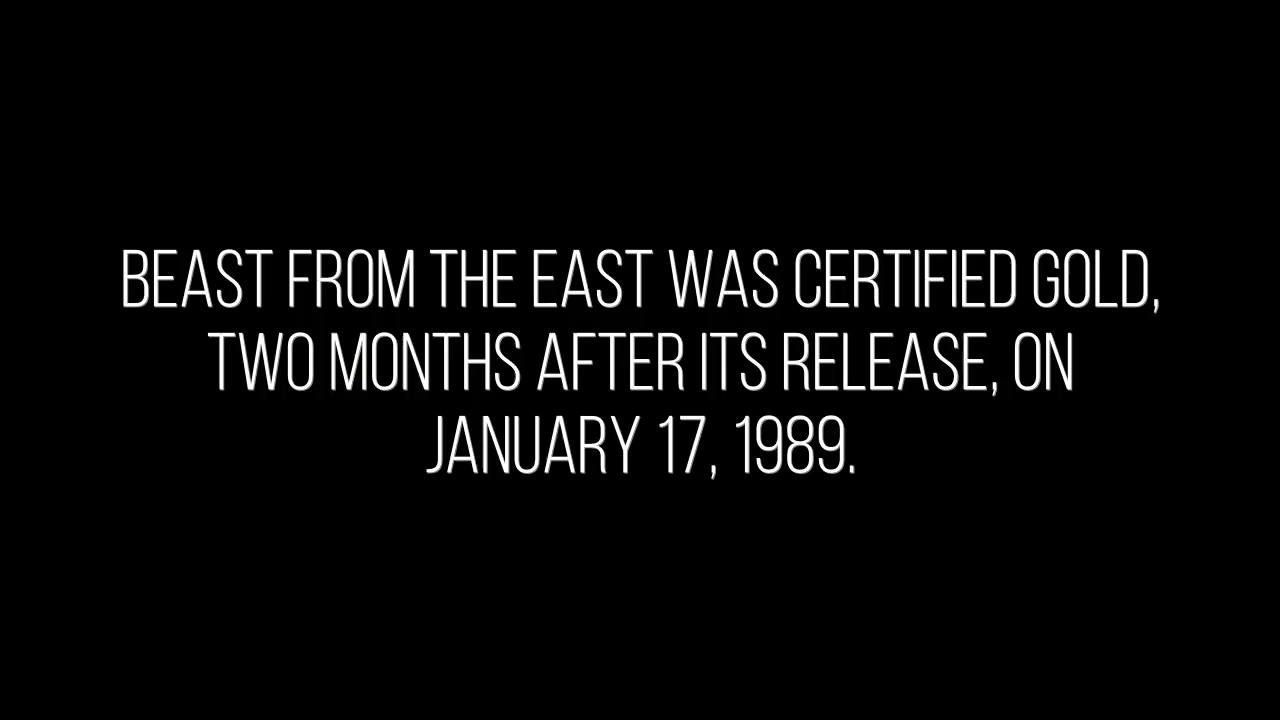 BEAST FROM THE EAST WAS CERTIFIED GOLD,
TWO MONTHS AFTER ITS RELEASE, ON
JANUARY 17, 1989.